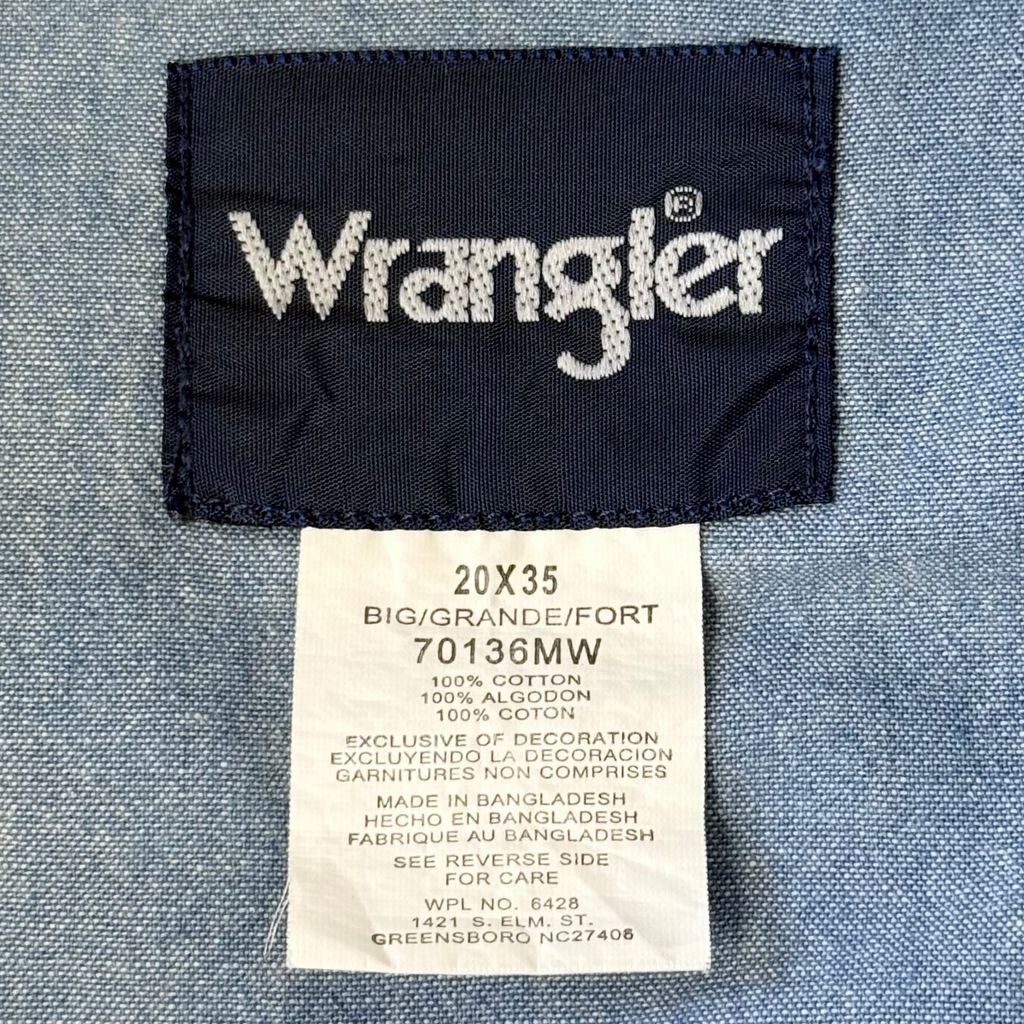 Wrangler®
20X35
BIG/GRANDE/FORT
70136MW
100% COTTON
100% ALGODON
100% COTON
EXCLUSIVE OF DECORATION
EXCLUYENDO LA DECORACION
GARNITURES NON COMPRISES
MADE IN BANGLADESH
HECHO EN BANGLADESH
FABRIQUE AU BANGLADESH
SEE REVERSE SIDE
FOR CARE
WPL NO. 6428
1421 S. ELM. ST.
GREENSBORO NC27406